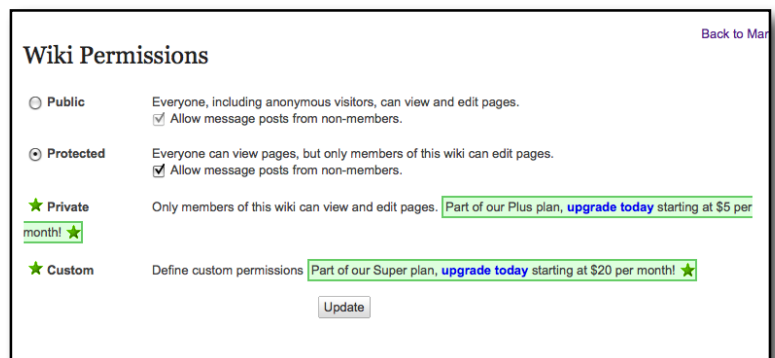 Back to Mar
Wiki Permissions
Public Everyone, including anonymous visitors, can view and edit pages.
Allow message posts from non-members.
Protected Everyone can view pages, but only members of this wiki can edit pages.
Allow message posts from non-members.
Private Only members of this wiki can view and edit pages. Part of our Plus plan, upgrade today starting at $5 per
month!
Custom Define custom permissions Part of our Super plan, upgrade today starting at $20 per month!
Update